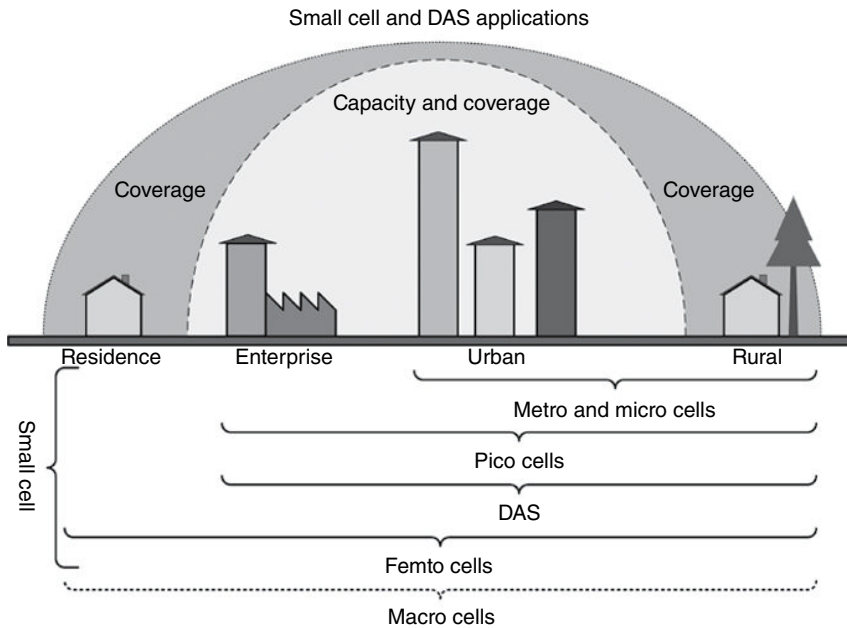 Small cell and DAS applications
Capacity and coverage
Coverage
Coverage
Residence
Enterprise
Urban
Rural
Small cell
Metro and micro cells
Pico cells
DAS
Femto cells
Macro cells